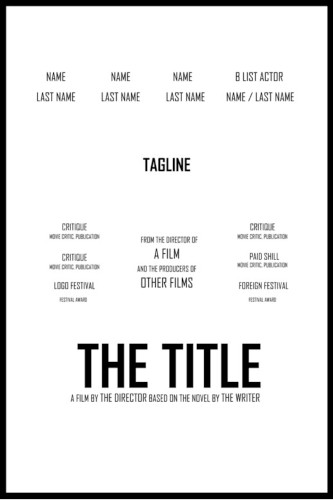 NAME NAME NAME B LIST ACTOR
LAST NAME LAST NAME LAST NAME NAME / LAST NAME
TAGLINE
CRITIQUE
MOVIE CRITIC, PUBLICATION
CRITIQUE
MOVIE CRITIC, PUBLICATION
LOGO FESTIVAL
FESTIVAL AWARD
FROM THE DIRECTOR OF
A FILM
AND THE PRODUCERS OF
OTHER FILMS
CRITIQUE
MOVIE CRITIC, PUBLICATION
PAID SHILL
MOVIE CRITIC, PUBLICATION
FOREIGN FESTIVAL
FESTIVAL AWARD
THE TITLE
A FILM BY THE DIRECTOR BASED ON THE NOVEL BY THE WRITER